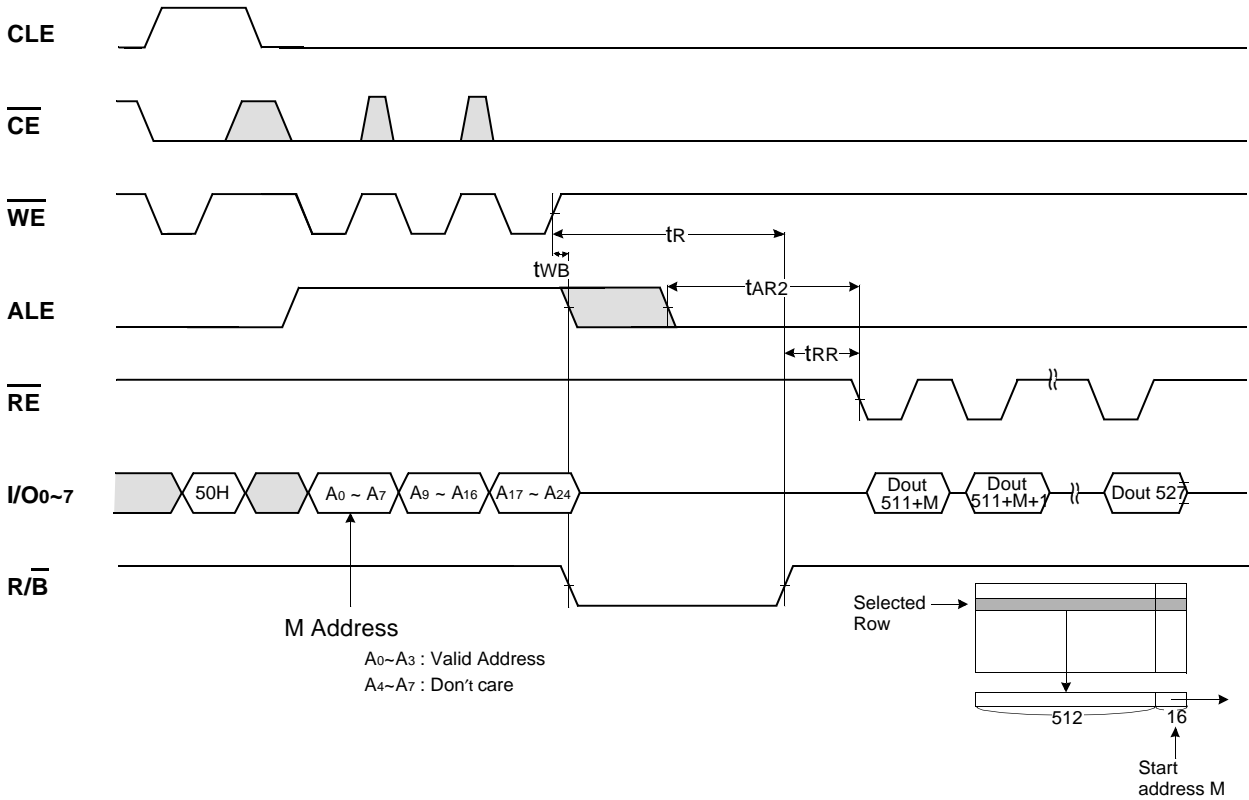 CLE
CE
WE
tR
tWB
ALE
tAR2
tRR
RE
I/O0~7
50H
A0 ~ A7
A9 ~ A16
A17 ~ A24
Dout
511+M
Dout
511+M+1
Dout 527
R/B
M Address
A0~A3 : Valid Address
A4~A7 : Don't care
Selected
Row
512
16
Start
address M